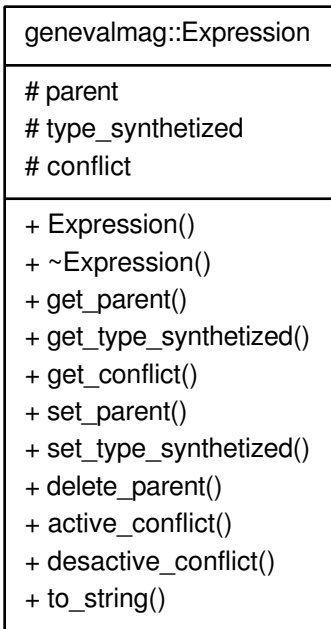 genevalmag::Expression
# parent
# type_synthetized
# conflict
+ Expression()
+ ~Expression()
+ get_parent()
+ get_type_synthetized()
+ get_conflict()
+ set_parent()
+ set_type_synthetized()
+ delete_parent()
+ active_conflict()
+ desactive_conflict()
+ to_string()